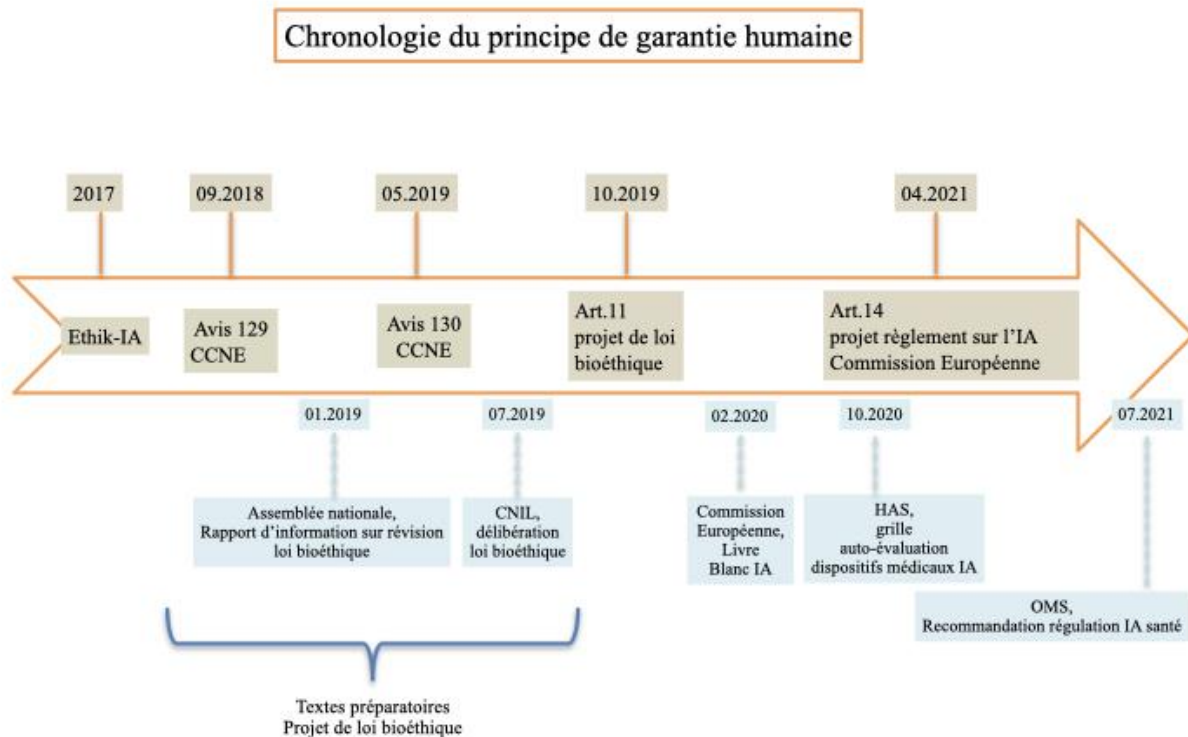 Chronologie du principe de garantie humaine
2017
09.2018
05.2019
10.2019
04.2021
Ethik-IA
Avis 129
CCNE
Avis 130
CCNE
Art.11
projet de loi
bioéthique
Art.14
projet règlement sur l'IA
Commission Européenne
01.2019
07.2019
02.2020
10.2020
07.2021
Assemblée nationale,
Rapport d'information sur révision
loi bioéthique
CNIL,
délibération
loi bioéthique
Commission
Européenne,
Livre
Blanc IA
HAS,
grille
auto-évaluation
dispositifs médicaux IA
OMS,
Recommandation régulation IA santé
Textes préparatoires
Projet de loi bioéthique